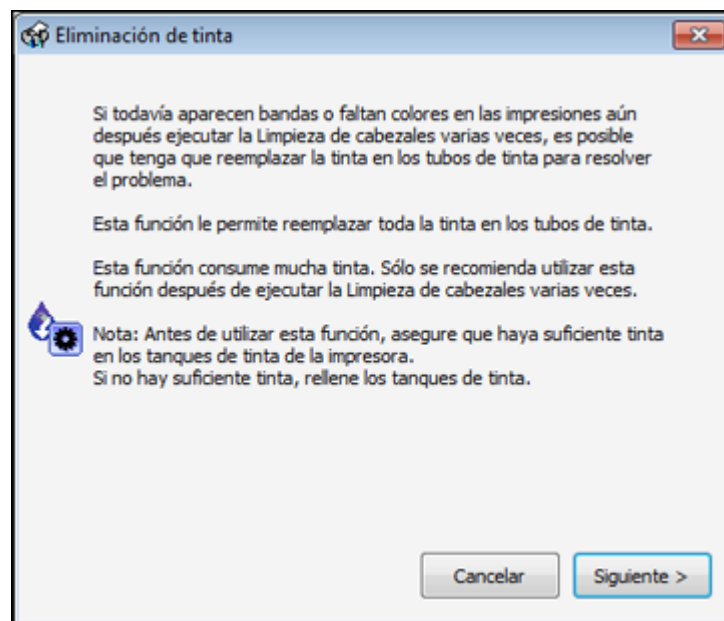 Eliminación de tinta
Si todavía aparecen bandas o faltan colores en las impresiones aún
después ejecutar la Limpieza de cabezales varias veces, es posible
que tenga que reemplazar la tinta en los tubos de tinta para resolver
el problema.
Esta función le permite reemplazar toda la tinta en los tubos de tinta.
Esta función consume mucha tinta. Sólo se recomienda utilizar esta
función después de ejecutar la Limpieza de cabezales varias veces.
Nota: Antes de utilizar esta función, asegure que haya suficiente tinta
en los tanques de tinta de la impresora.
Si no hay suficiente tinta, rellene los tanques de tinta.
Cancelar
Siguiente >